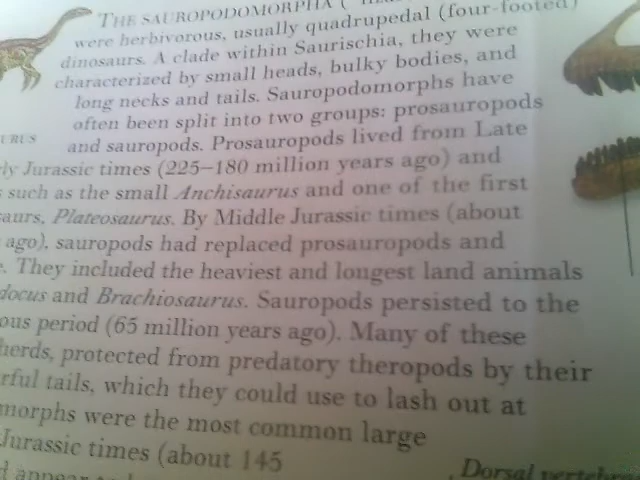 THE SAUROPODOMORPHA (
were herbivorous, usually quadrupedal (four-footed)
dinosaurs. A clade within Saurischia, they were
characterized by small heads, bulky bodies, and
long necks and tails. Sauropodomorphs have
often been split into two groups: prosauropods
URUS
and sauropods. Prosauropods lived from Late
ly Jurassic times (225–180 million years ago) and
such as the small Anchisaurus and one of the first
aurs, Plateosaurus. By Middle Jurassic times (about
ago), sauropods had replaced prosauropods and
. They included the heaviest and longest land animals
docus and Brachiosaurus. Sauropods persisted to the
ous period (65 million years ago). Many of these
herds, protected from predatory theropods by their
rful tails, which they could use to lash out at
morphs were the most common large
Jurassic times (about 145
d appear
Dorsal vertebra